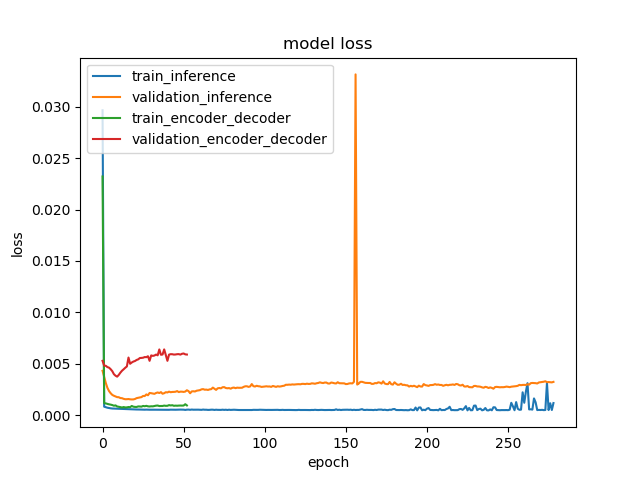 model loss
train_inference
validation_inference
train_encoder_decoder
validation_encoder_decoder
0.030
0.025
0.020
0.015
0.010
0.005
0.000
loss
0 50 100 150 200 250
epoch